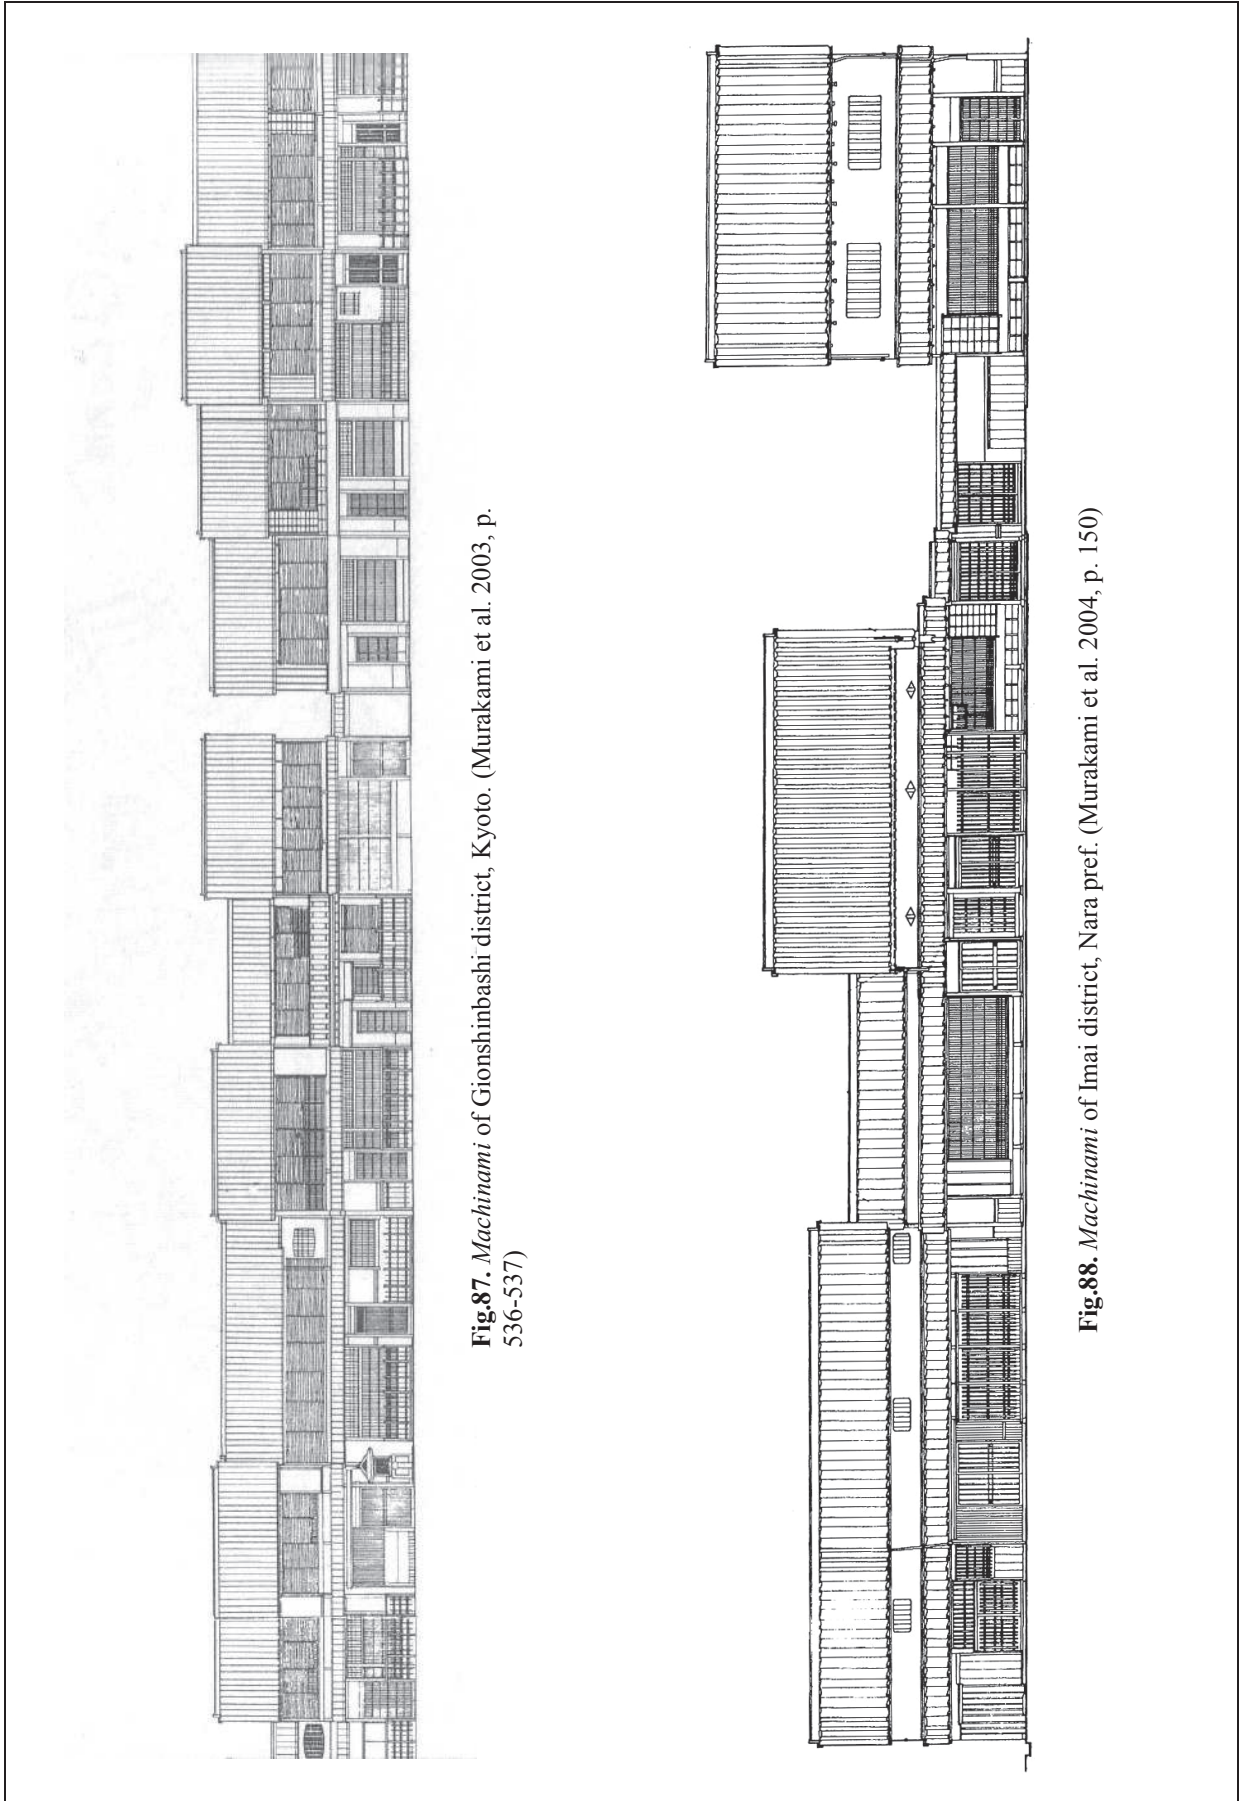 Fig.87. Machinami of Gionshinbashi district, Kyoto. (Murakami et al. 2003, p.
536-537)
Fig.88. Machinami of Imai district, Nara pref. (Murakami et al. 2004, p. 150)